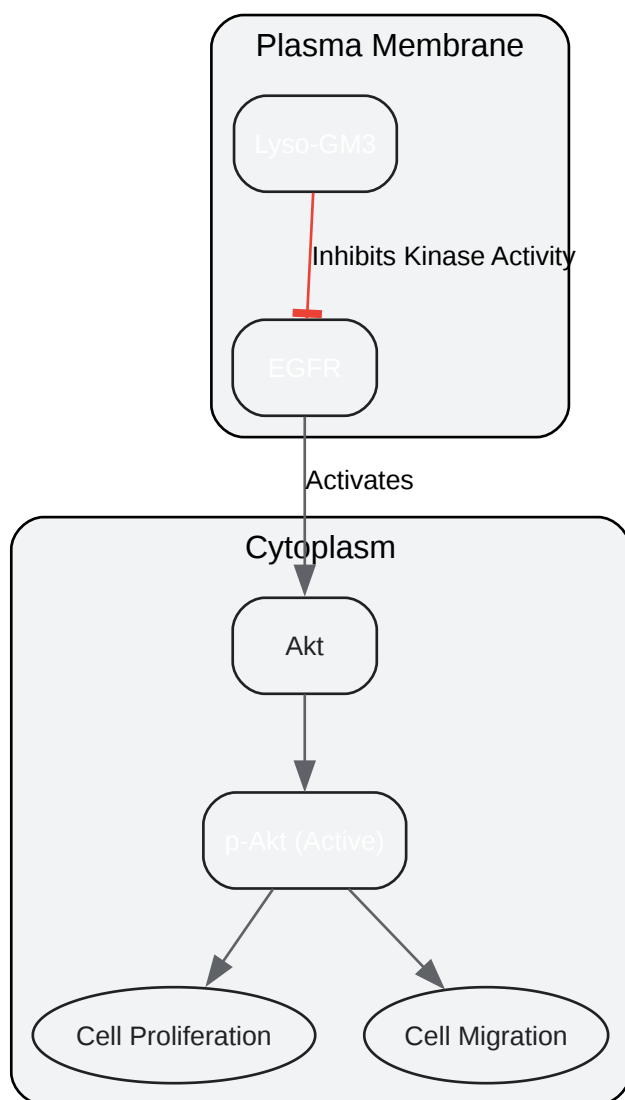 Plasma Membrane
Lyso-GM3
Inhibits Kinase Activity
EGFR
Activates
Cytoplasm
Akt
p-Akt (Active)
Cell Proliferation
Cell Migration